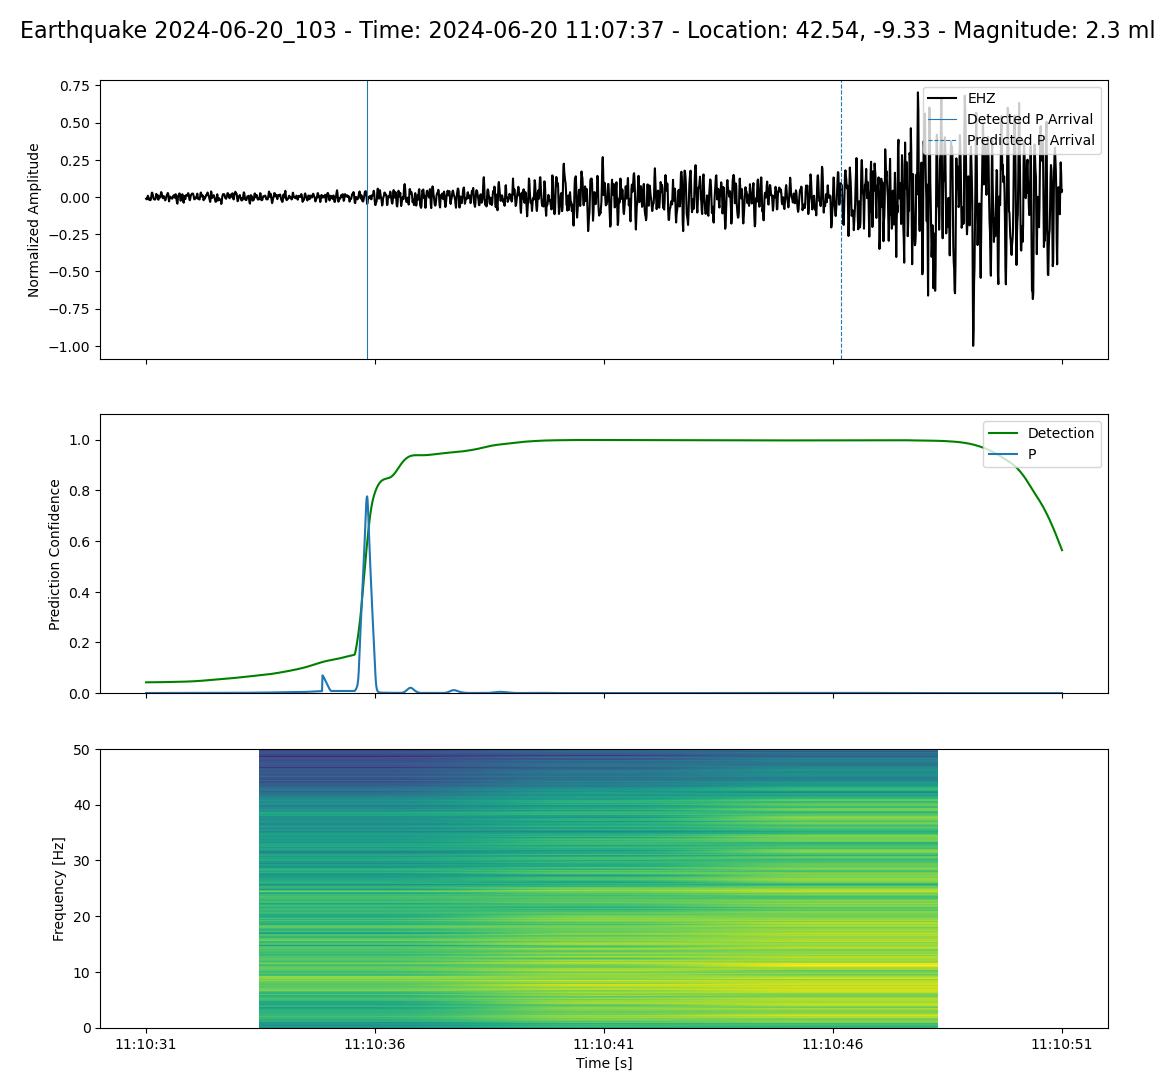 Earthquake 2024-06-20_103 - Time: 2024-06-20 11:07:37 - Location: 42.54, -9.33 - Magnitude: 2.3 ml
Normalized Amplitude
0.75
0.50
0.25
0.00
−0.25
−0.50
−0.75
−1.00
EHZ
Detected P Arrival
Predicted P Arrival
Prediction Confidence
1.0
0.8
0.6
0.4
0.2
0.0
Detection
P
Frequency [Hz]
50
40
30
20
10
0
11:10:31 11:10:36 11:10:41 11:10:46 11:10:51
Time [s]